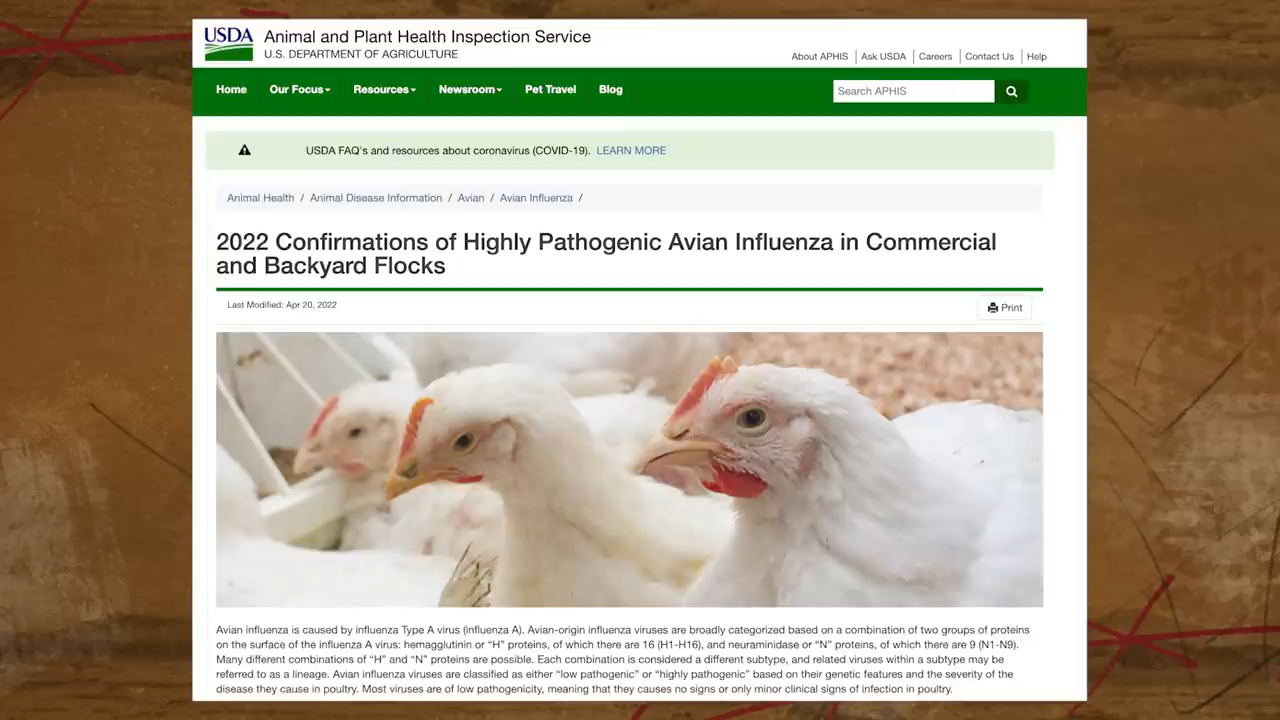 USDA
Animal and Plant Health Inspection Service
U.S. DEPARTMENT OF AGRICULTURE
About APHIS
Ask USDA
Careers
Contact Us
Help
Home
Our Focus
Resources
Newsroom
Pet Travel
Blog
Search APHIS
USDA FAQ's and resources about coronavirus (COVID-19). LEARN MORE
Animal Health / Animal Disease Information / Avian / Avian Influenza /
2022 Confirmations of Highly Pathogenic Avian Influenza in Commercial
and Backyard Flocks
Last Modified: Apr 20, 2022
Print
Avian influenza is caused by influenza Type A virus (influenza A). Avian-origin influenza viruses are broadly categorized based on a combination of two groups of proteins
on the surface of the influenza A virus: hemagglutinin or “H” proteins, of which there are 16 (H1-H16), and neuraminidase or “N” proteins, of which there are 9 (N1-N9).
Many different combinations of “H” and “N” proteins are possible. Each combination is considered a different subtype, and related viruses within a subtype may be
referred to as a lineage. Avian influenza viruses are classified as either “low pathogenic” or “highly pathogenic” based on their genetic features and the severity of the
disease they cause in poultry. Most viruses are of low pathogenicity, meaning that they causes no signs or only minor clinical signs of infection in poultry.